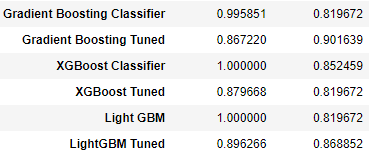 Gradient Boosting Classifier 0.995851 0.819672
Gradient Boosting Tuned 0.867220 0.901639
XGBoost Classifier 1.000000 0.852459
XGBoost Tuned 0.879668 0.819672
Light GBM 1.000000 0.819672
LightGBM Tuned 0.896266 0.868852